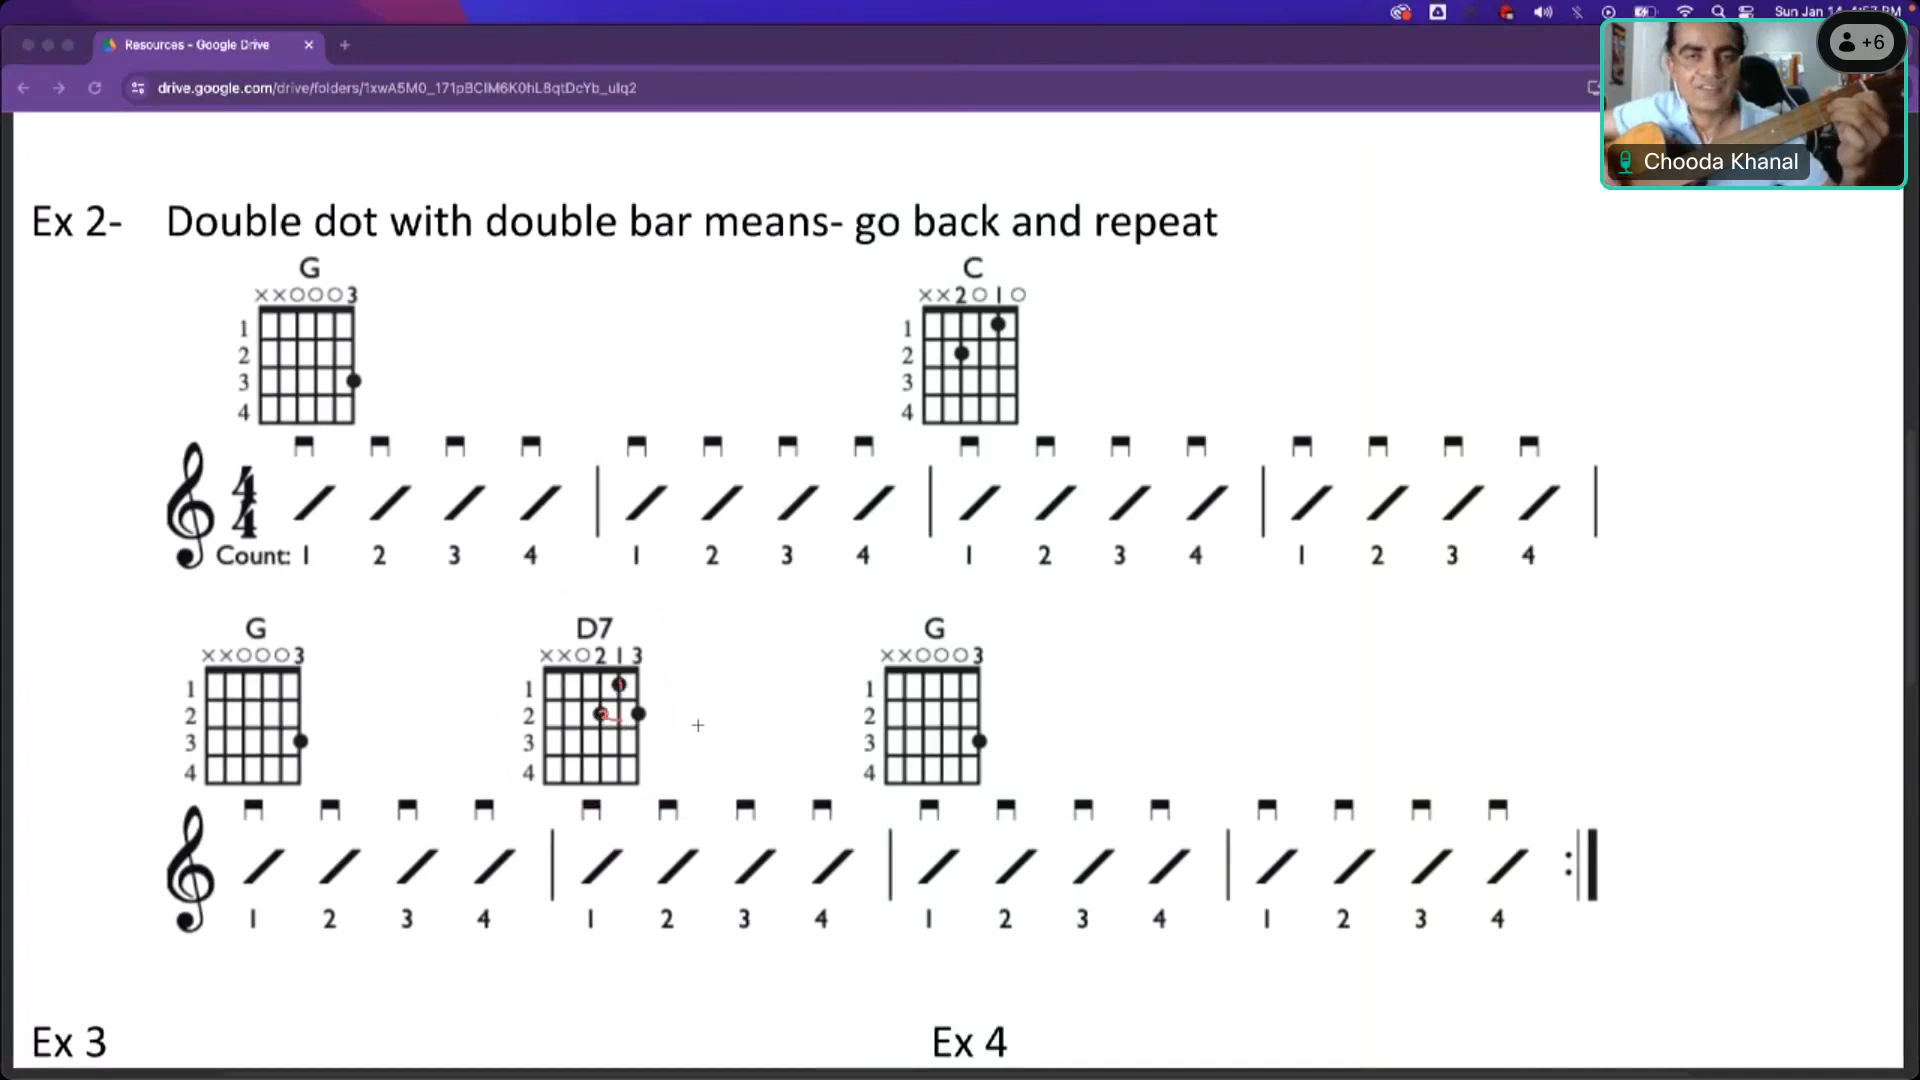 Resources - Google Drive
drive.google.com/drive/folders/1xwA5M0_171pBClM6K0hL8qtDcYb_ulq2
+6
Chooda Khanal
Ex 2- Double dot with double bar means- go back and repeat
G C
××○○○3 ××2○1○
1 1
2 2
3 3
4 4
4/4
Count: 1 2 3 4 1 2 3 4 1 2 3 4 1 2 3 4
G D7 G
××○○○3 ××○213 ××○○○3
1 1 1
2 2 2
3 3 3
4 4 4
1 2 3 4 1 2 3 4 1 2 3 4 1 2 3 4
Ex 3 Ex 4